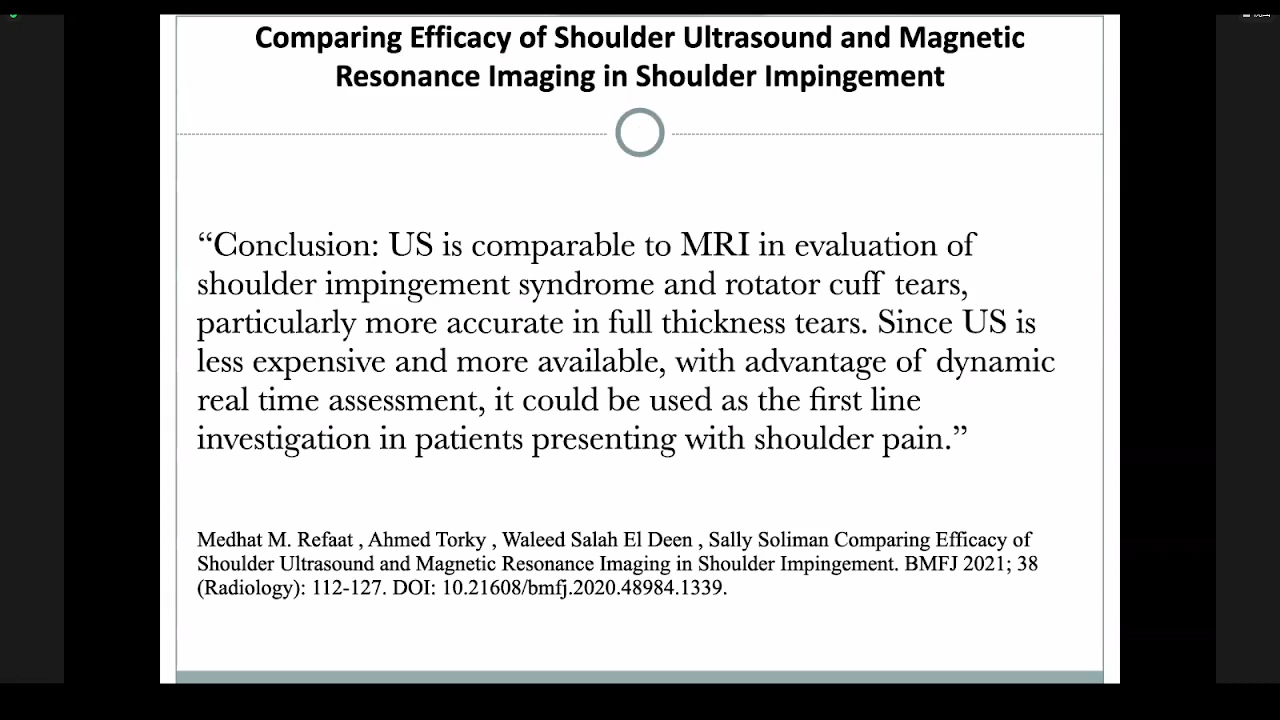 Comparing Efficacy of Shoulder Ultrasound and Magnetic
Resonance Imaging in Shoulder Impingement
“Conclusion: US is comparable to MRI in evaluation of
shoulder impingement syndrome and rotator cuff tears,
particularly more accurate in full thickness tears. Since US is
less expensive and more available, with advantage of dynamic
real time assessment, it could be used as the first line
investigation in patients presenting with shoulder pain.”
Medhat M. Refaat , Ahmed Torky , Waleed Salah El Deen , Sally Soliman Comparing Efficacy of
Shoulder Ultrasound and Magnetic Resonance Imaging in Shoulder Impingement. BMFJ 2021; 38
(Radiology): 112-127. DOI: 10.21608/bmfj.2020.48984.1339.